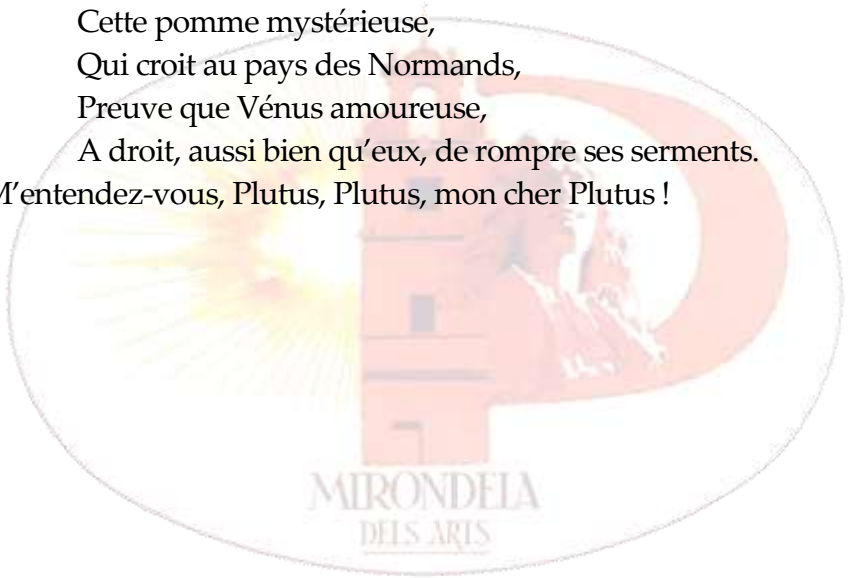 Cette pomme mystérieuse,
Qui croit au pays des Normands,
Preuve que Vénus amoureuse,
A droit, aussi bien qu’eux, de rompre ses serments.
M’entendez-vous, Plutus, Plutus, mon cher Plutus !
MIRONDELA
DELS ARTS